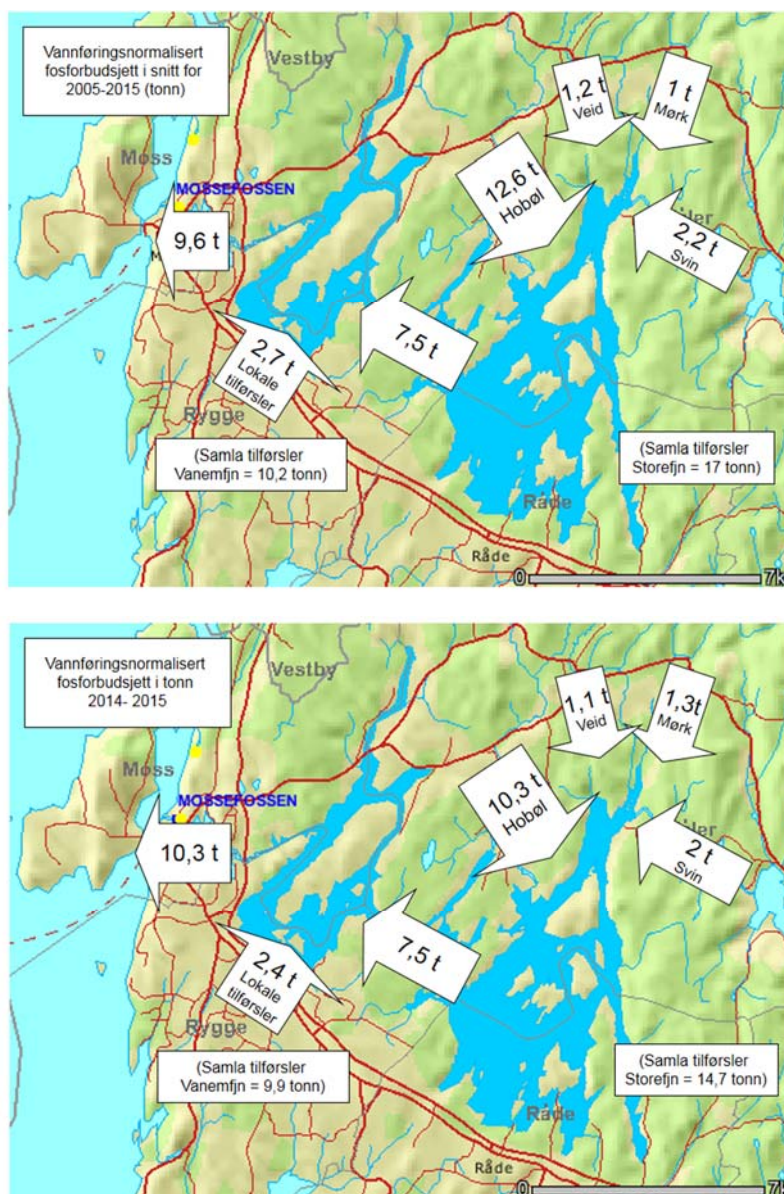 Vannføringsnormalisert
fosforbudsjett i snitt for
2005-2015 (tonn)
Vestby
1,2 t
Veid
1 t
Mørk
Moss
MOSSEFOSSEN
12,6 t
Hobøl
2,2 t
Svin
9,6 t
7,5 t
2,7 t
Lokale
tilførsler
Rygge
(Samla tilførsler
Vanemfjn = 10,2 tonn)
(Samla tilførsler
Storefjn = 17 tonn)
Råde
Råde
0 7k
Vannføringsnormalisert
fosforbudsjett i tonn
2014- 2015
Vestby
1,1 t
Veid
1,3t
Mørk
Moss
MOSSEFOSSEN
10,3 t
Hobøl
2 t
Svin
10,3 t
7,5 t
2,4 t
Lokale
tilførsler
Rygge
(Samla tilførsler
Vanemfjn = 9,9 tonn)
(Samla tilførsler
Storefjn = 14,7 tonn)
Råde
Råde
0